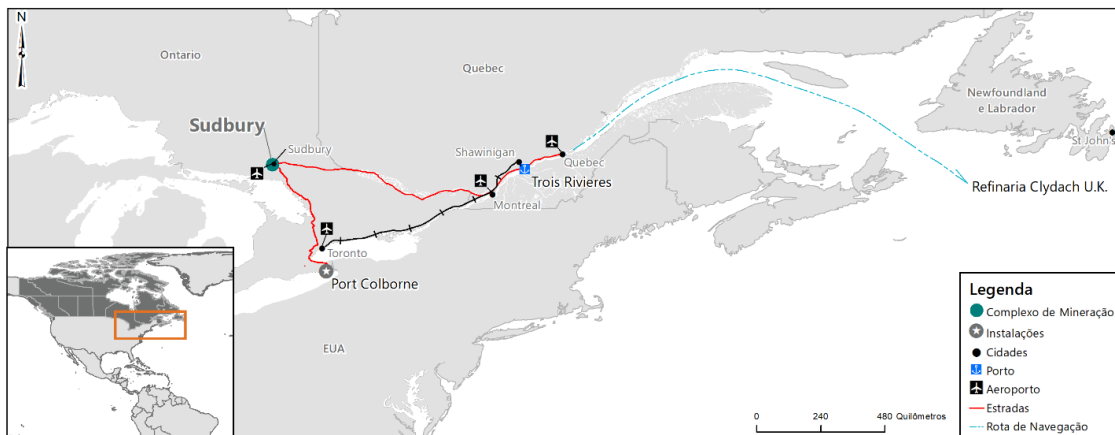 N
Ontario
Quebec
Newfoundland
e Labrador
St John's
Sudbury
Sudbury
Shawinigan
Quebec
Trois Rivieres
Montreal
Refinaria Clydach U.K.
Toronto
Port Colborne
EUA
Legenda
Complexo de Mineração
Instalações
Cidades
Porto
Aeroporto
Estradas
Rota de Navegação
0 240 480 Quilômetros